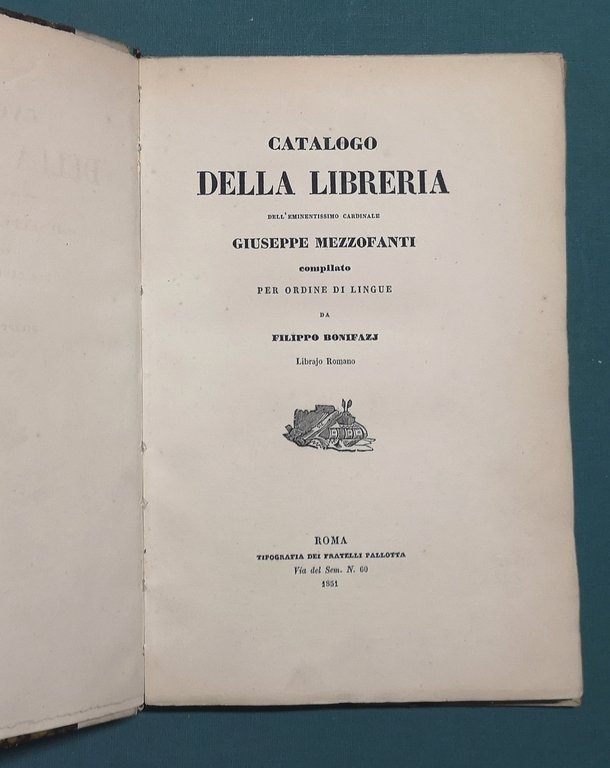 CATALOGO
DELLA LIBRERIA
DELL'EMINENTISSIMO CARDINALE
GIUSEPPE MEZZOFANTI
compilato
PER ORDINE DI LINGUE
DA
FILIPPO BONIFAZJ
Librajo Romano
ROMA
TIPOGRAFIA DEI FRATELLI PALLOTTA
Via del Sem. N. 60
1851